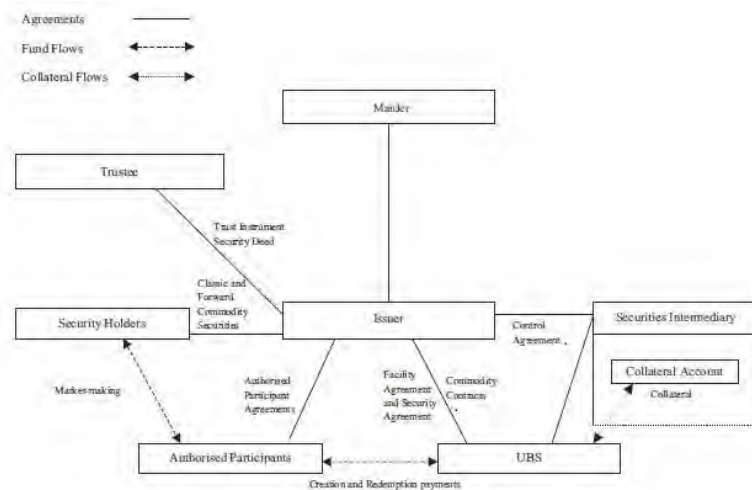 Agreements
Fund Flows
Collateral Flows
Trustee
Trust Instrument
Security Deed
Classic and
Forward
Commodity
Securities
Security Holders
Issuer
Securities Intermediary
Control
Agreement
Collateral Account
Collateral
Market-making
Authorised
Participant
Agreements
Facility
Agreement
and Security
Agreement
Commodity
Contracts
Authorised Participants
UBS
Creation and Redemption payments